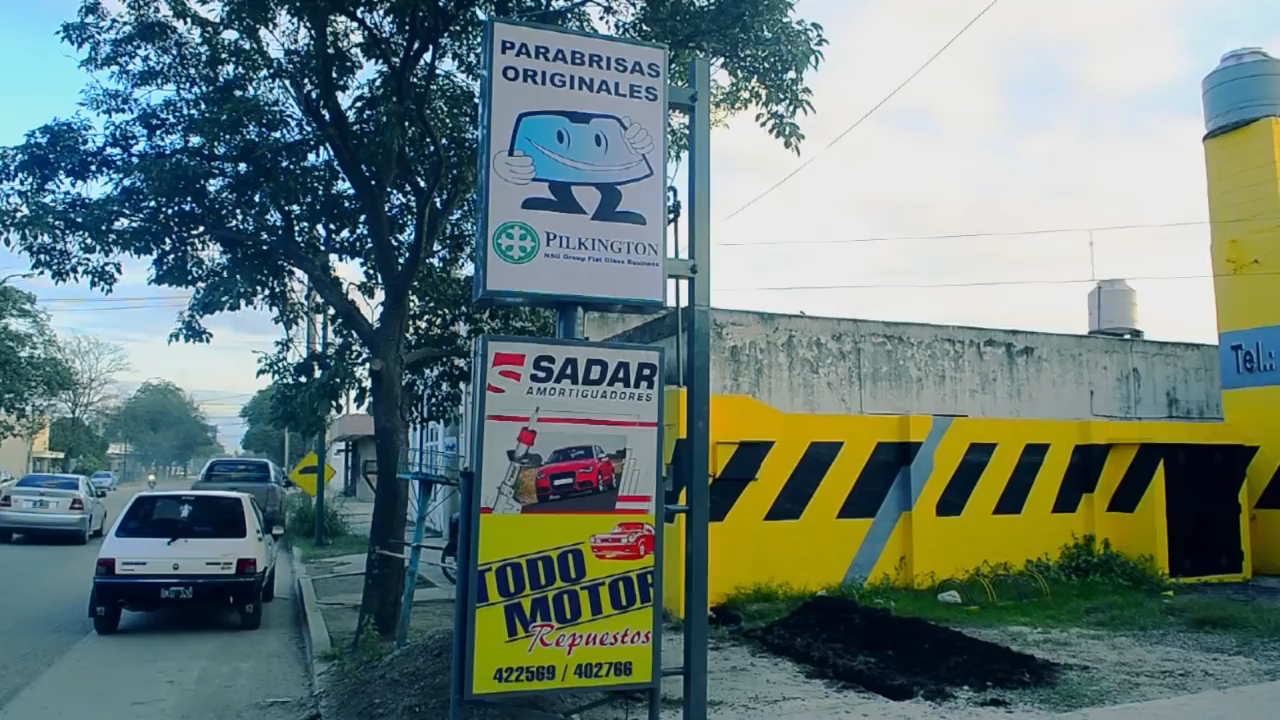 PARABRISAS
ORIGINALES
PILKINGTON
NSG Group Flat Glass Business
SADAR
AMORTIGUADORES
TODO
MOTOR
Repuestos
422569 / 402766
Tel.: